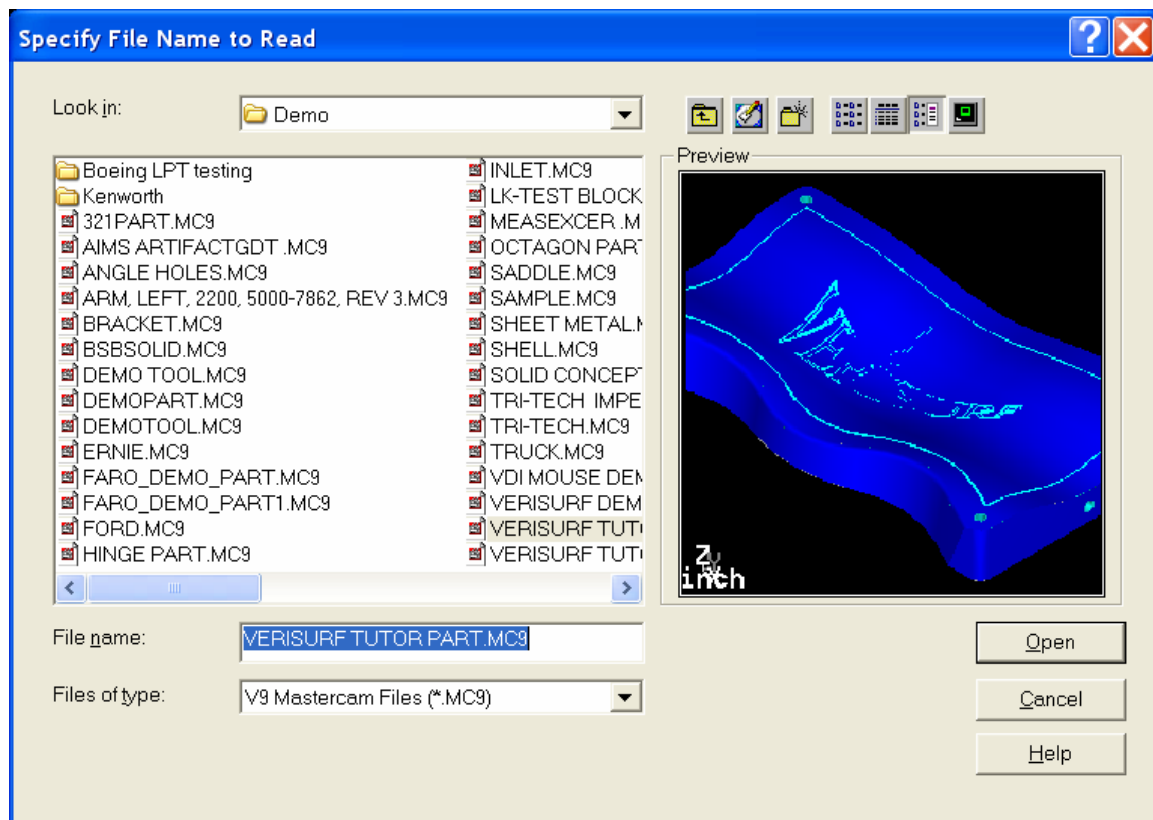 Specify File Name to Read
Look in:
Demo
Boeing LPT testing
Kenworth
321PART.MC9
AIMS ARTIFACTGDT .MC9
ANGLE HOLES.MC9
ARM, LEFT, 2200, 5000-7862, REV 3.MC9
BRACKET.MC9
BSBSOLID.MC9
DEMO TOOL.MC9
DEMOPART.MC9
DEMOTOOL.MC9
ERNIE.MC9
FARO_DEMO_PART.MC9
FARO_DEMO_PART1.MC9
FORD.MC9
HINGE PART.MC9
INLET.MC9
LK-TEST BLOCK
MEASEXCER .M
OCTAGON PART
SADDLE.MC9
SAMPLE.MC9
SHEET METAL.M
SHELL.MC9
SOLID CONCEPT
TRI-TECH IMPE
TRI-TECH.MC9
TRUCK.MC9
VDI MOUSE DEM
VERISURF DEM
VERISURF TUTO
VERISURF TUTO
Preview
Z
inch
File name:
VERISURF TUTOR PART.MC9
Open
Files of type:
V9 Mastercam Files (*.MC9)
Cancel
Help